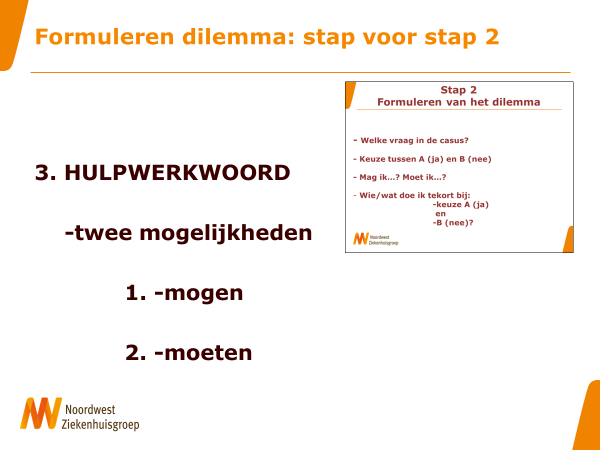 Formuleren dilemma: stap voor stap 2
Stap 2
Formuleren van het dilemma
- Welke vraag in de casus?
- Keuze tussen A (ja) en B (nee)
- Mag ik...? Moet ik...?
- Wie/wat doe ik tekort bij:
-keuze A (ja)
en
-B (nee)?
Noordwest
Ziekenhuisgroep
3. HULPWERKWOORD
-twee mogelijkheden
1. -mogen
2. -moeten
Noordwest
Ziekenhuisgroep